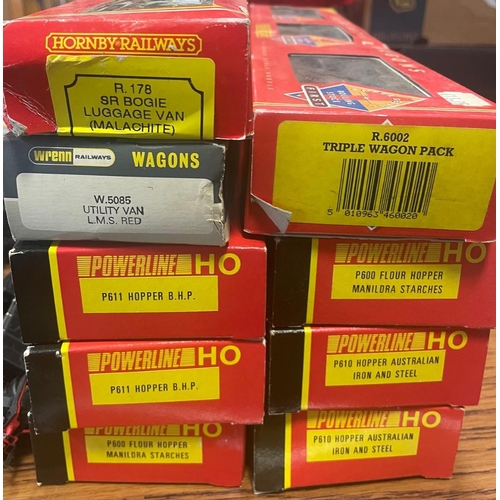 HORNBY RAILWAYS
R. 178
SR BOGIE
LUGGAGE VAN
(MALACHITE)
R.6002
TRIPLE WAGON PACK
5 010963 460020
wrenn RAILWAYS WAGONS
W.5085
UTILITY VAN
L.M.S. RED
POWERLINE HO
P611 HOPPER B.H.P.
POWERLINE HO
P600 FLOUR HOPPER
MANILDRA STARCHES
POWERLINE HO
P611 HOPPER B.H.P.
POWERLINE HO
P610 HOPPER AUSTRALIAN
IRON AND STEEL
POWERLINE HO
P600 FLOUR HOPPER
MANILDRA STARCHES
POWERLINE HO
P610 HOPPER AUSTRALIAN
IRON AND STEEL